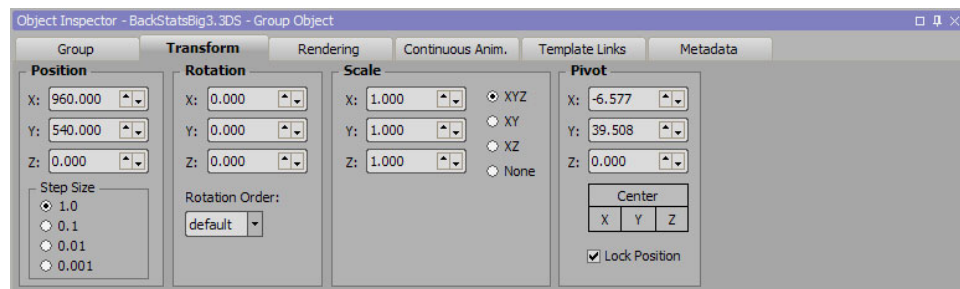 Object Inspector - BackStatsBig3.3DS - Group Object
Group Transform Rendering Continuous Anim. Template Links Metadata
Position Rotation Scale Pivot
X: 960.000 X: 0.000 X: 1.000 XYZ X: -6.577
Y: 540.000 Y: 0.000 Y: 1.000 XY Y: 39.508
XZ
Z: 0.000 Z: 0.000 Z: 1.000 None Z: 0.000
Step Size Rotation Order: Center
1.0 default X Y Z
0.1
0.01 Lock Position
0.001